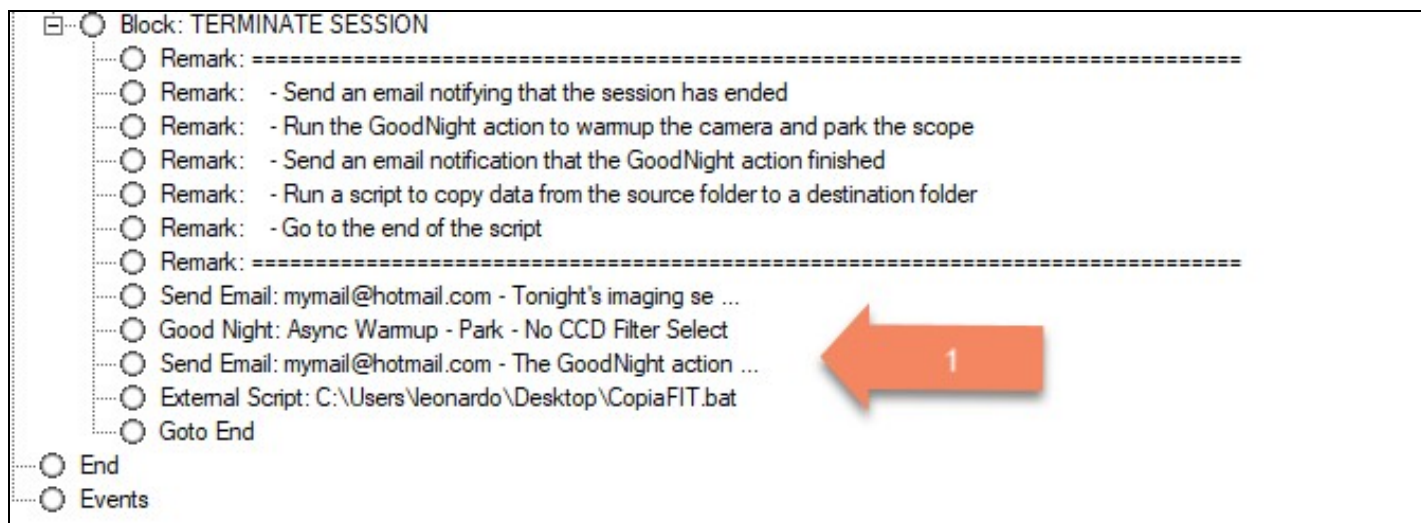 Block: TERMINATE SESSION
Remark: ==============================================================================
Remark:   - Send an email notifying that the session has ended
Remark:   - Run the GoodNight action to warmup the camera and park the scope
Remark:   - Send an email notification that the GoodNight action finished
Remark:   - Run a script to copy data from the source folder to a destination folder
Remark:   - Go to the end of the script
Remark: ==============================================================================
Send Email: mymail@hotmail.com - Tonight's imaging se ...
Good Night: Async Warmup - Park - No CCD Filter Select
Send Email: mymail@hotmail.com - The GoodNight action ...
1
External Script: C:\Users\leonardo\Desktop\CopiaFIT.bat
Goto End
End
Events